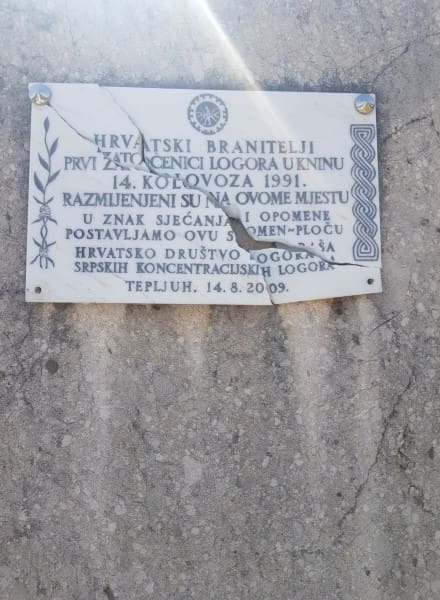 HRVATSKI BRANITELJI
PRVI ZATOČENICI LOGORA U KNINU
14. KOLOVOZA 1991.
RAZMIJENJENI SU NA OVOME MJESTU
U ZNAK SJEĆANJA I OPOMENE
POSTAVLJAMO OVU SPOMEN-PLOČU
HRVATSKO DRUŠTVO LOGORAŠA
SRPSKIH KONCENTRACIJSKIH LOGORA
TEPLJUH, 14. 8. 2009.